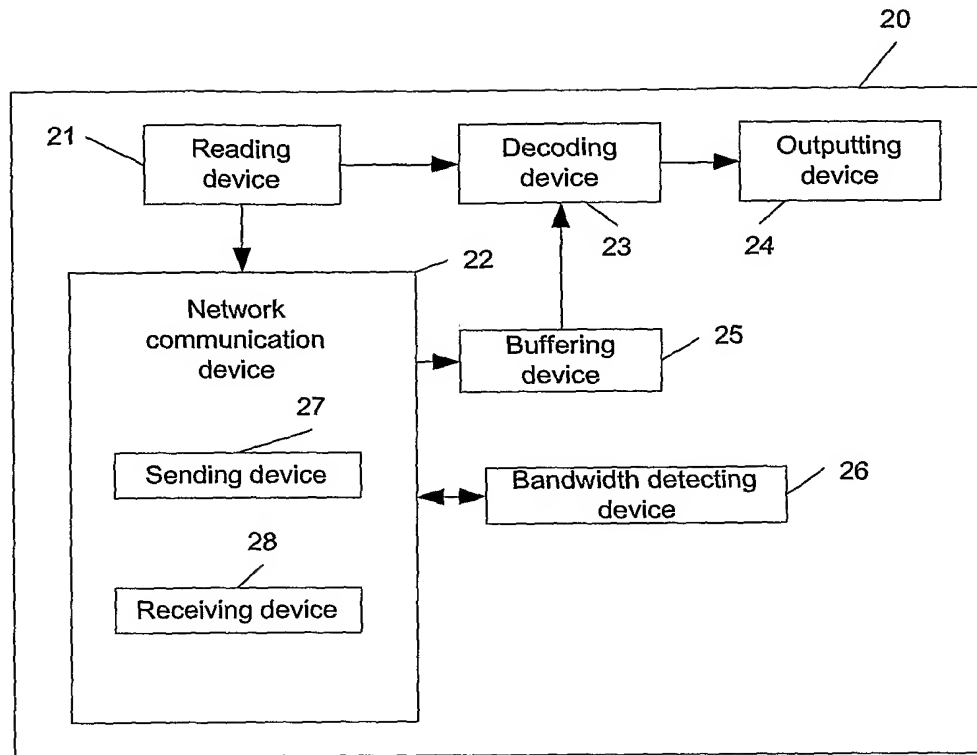 20
21
Reading
device
Decoding
device
Outputting
device
23
24
22
Network
communication
device
Buffering
device
25
27
Sending device
Bandwidth detecting
device
26
28
Receiving device